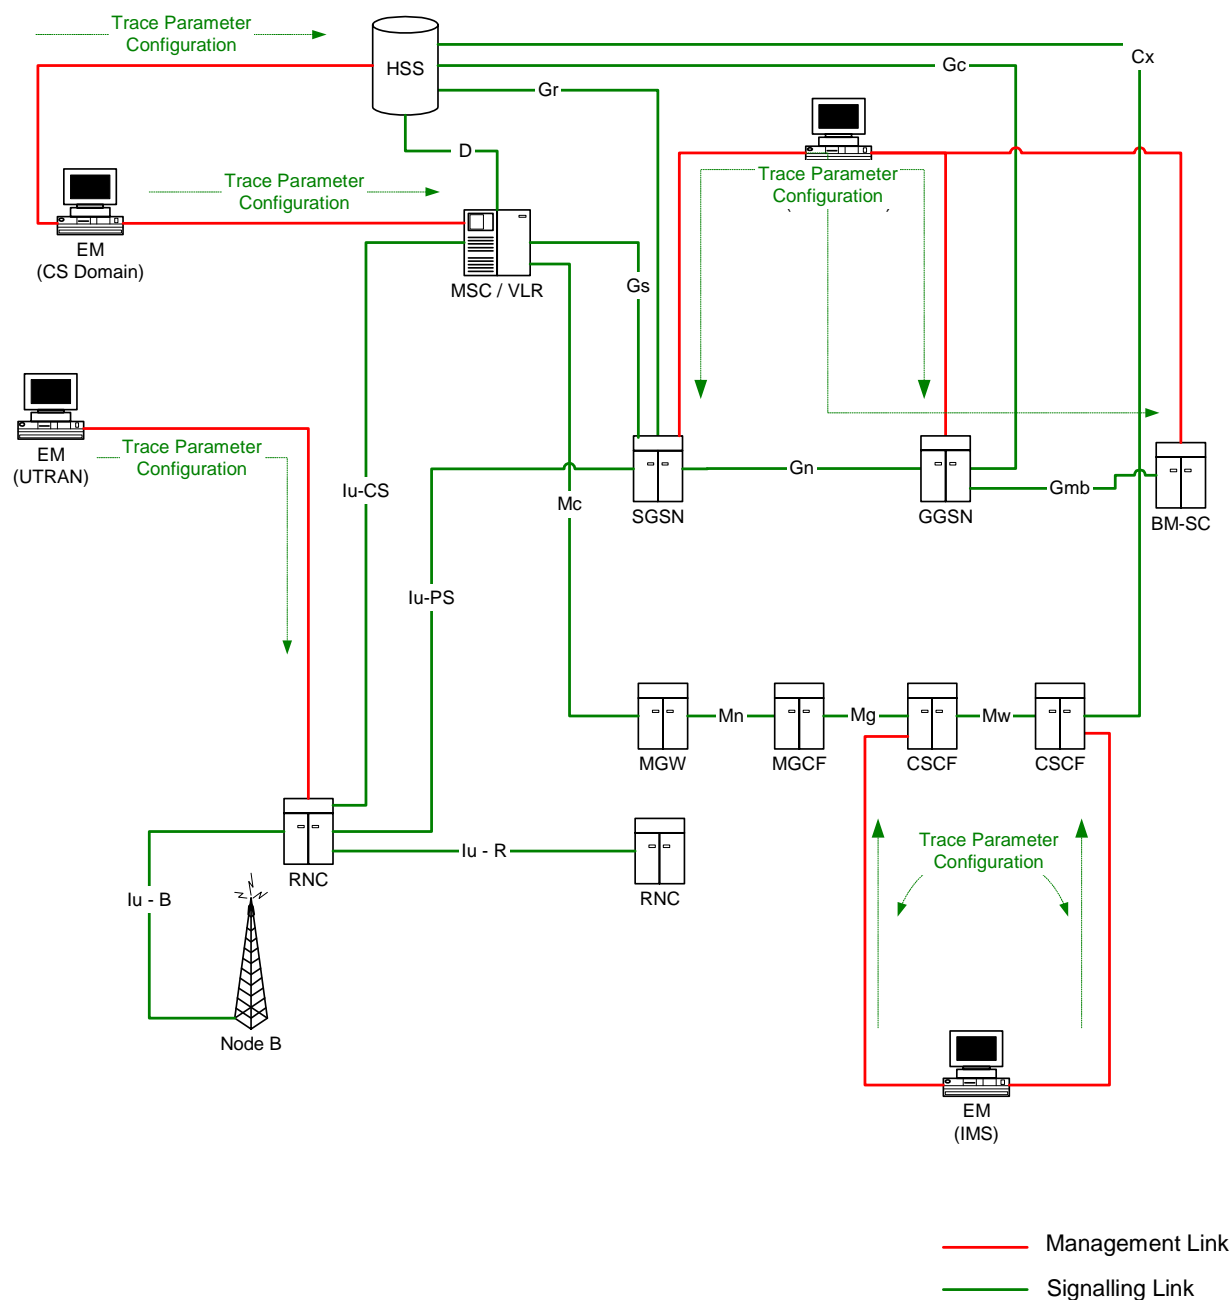 Trace Parameter
Configuration
HSS
Cx
Gc
Gr
D
Trace Parameter
Configuration
Trace Parameter
Configuration
EM
(CS Domain)
MSC / VLR
Gs
EM
(UTRAN)
Trace Parameter
Configuration
Iu-CS
Mc
SGSN
Gn
GGSN
Gmb
BM-SC
Iu-PS
MGW
Mn
MGCF
Mg
CSCF
Mw
CSCF
Trace Parameter
Configuration
RNC
Iu - R
RNC
Iu - B
Node B
EM
(IMS)
Management Link
Signalling Link